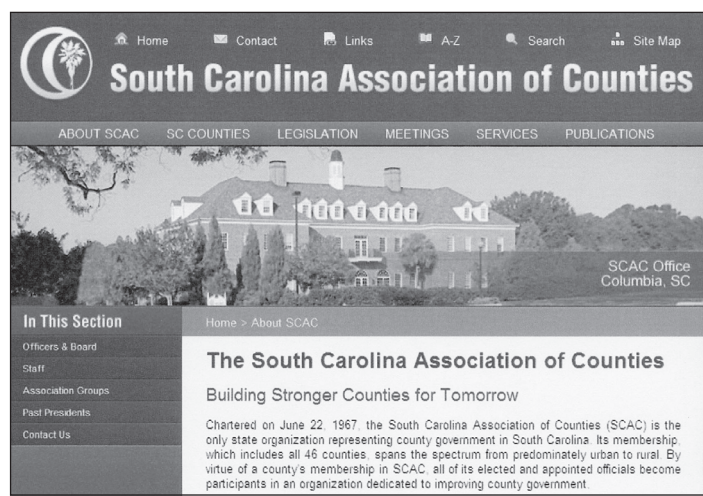 Home Contact Links A-Z Search Site Map
South Carolina Association of Counties
ABOUT SCAC SC COUNTIES LEGISLATION MEETINGS SERVICES PUBLICATIONS
SCAC Office
Columbia, SC
In This Section
Officers & Board
Staff
Association Groups
Past Presidents
Contact Us
Home > About SCAC
The South Carolina Association of Counties
Building Stronger Counties for Tomorrow
Chartered on June 22, 1967, the South Carolina Association of Counties (SCAC) is the
only state organization representing county government in South Carolina. Its membership,
which includes all 46 counties, spans the spectrum from predominately urban to rural. By
virtue of a county's membership in SCAC, all of its elected and appointed officials become
participants in an organization dedicated to improving county government.